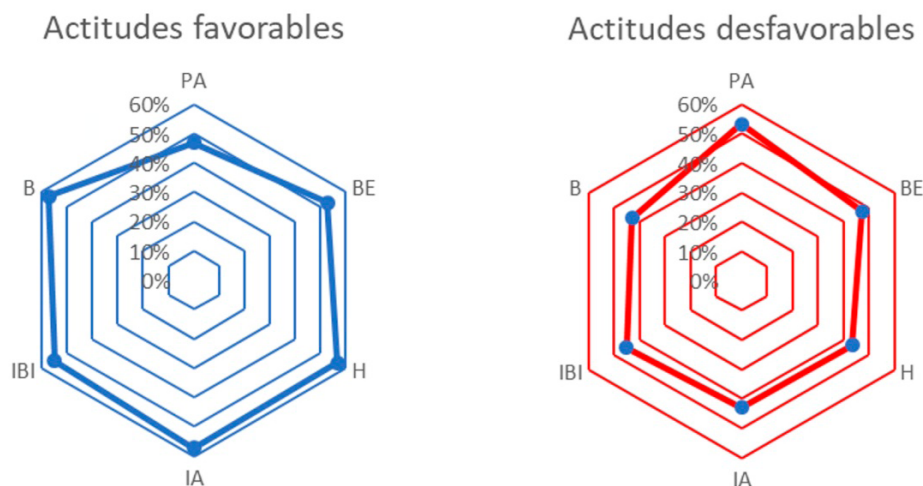 Actitudes favorables
PA
60%
50%
B
BE
40%
30%
20%
10%
0%
IBI
H
IA
Actitudes desfavorables
PA
60%
50%
B
BE
40%
30%
20%
10%
0%
IBI
H
IA